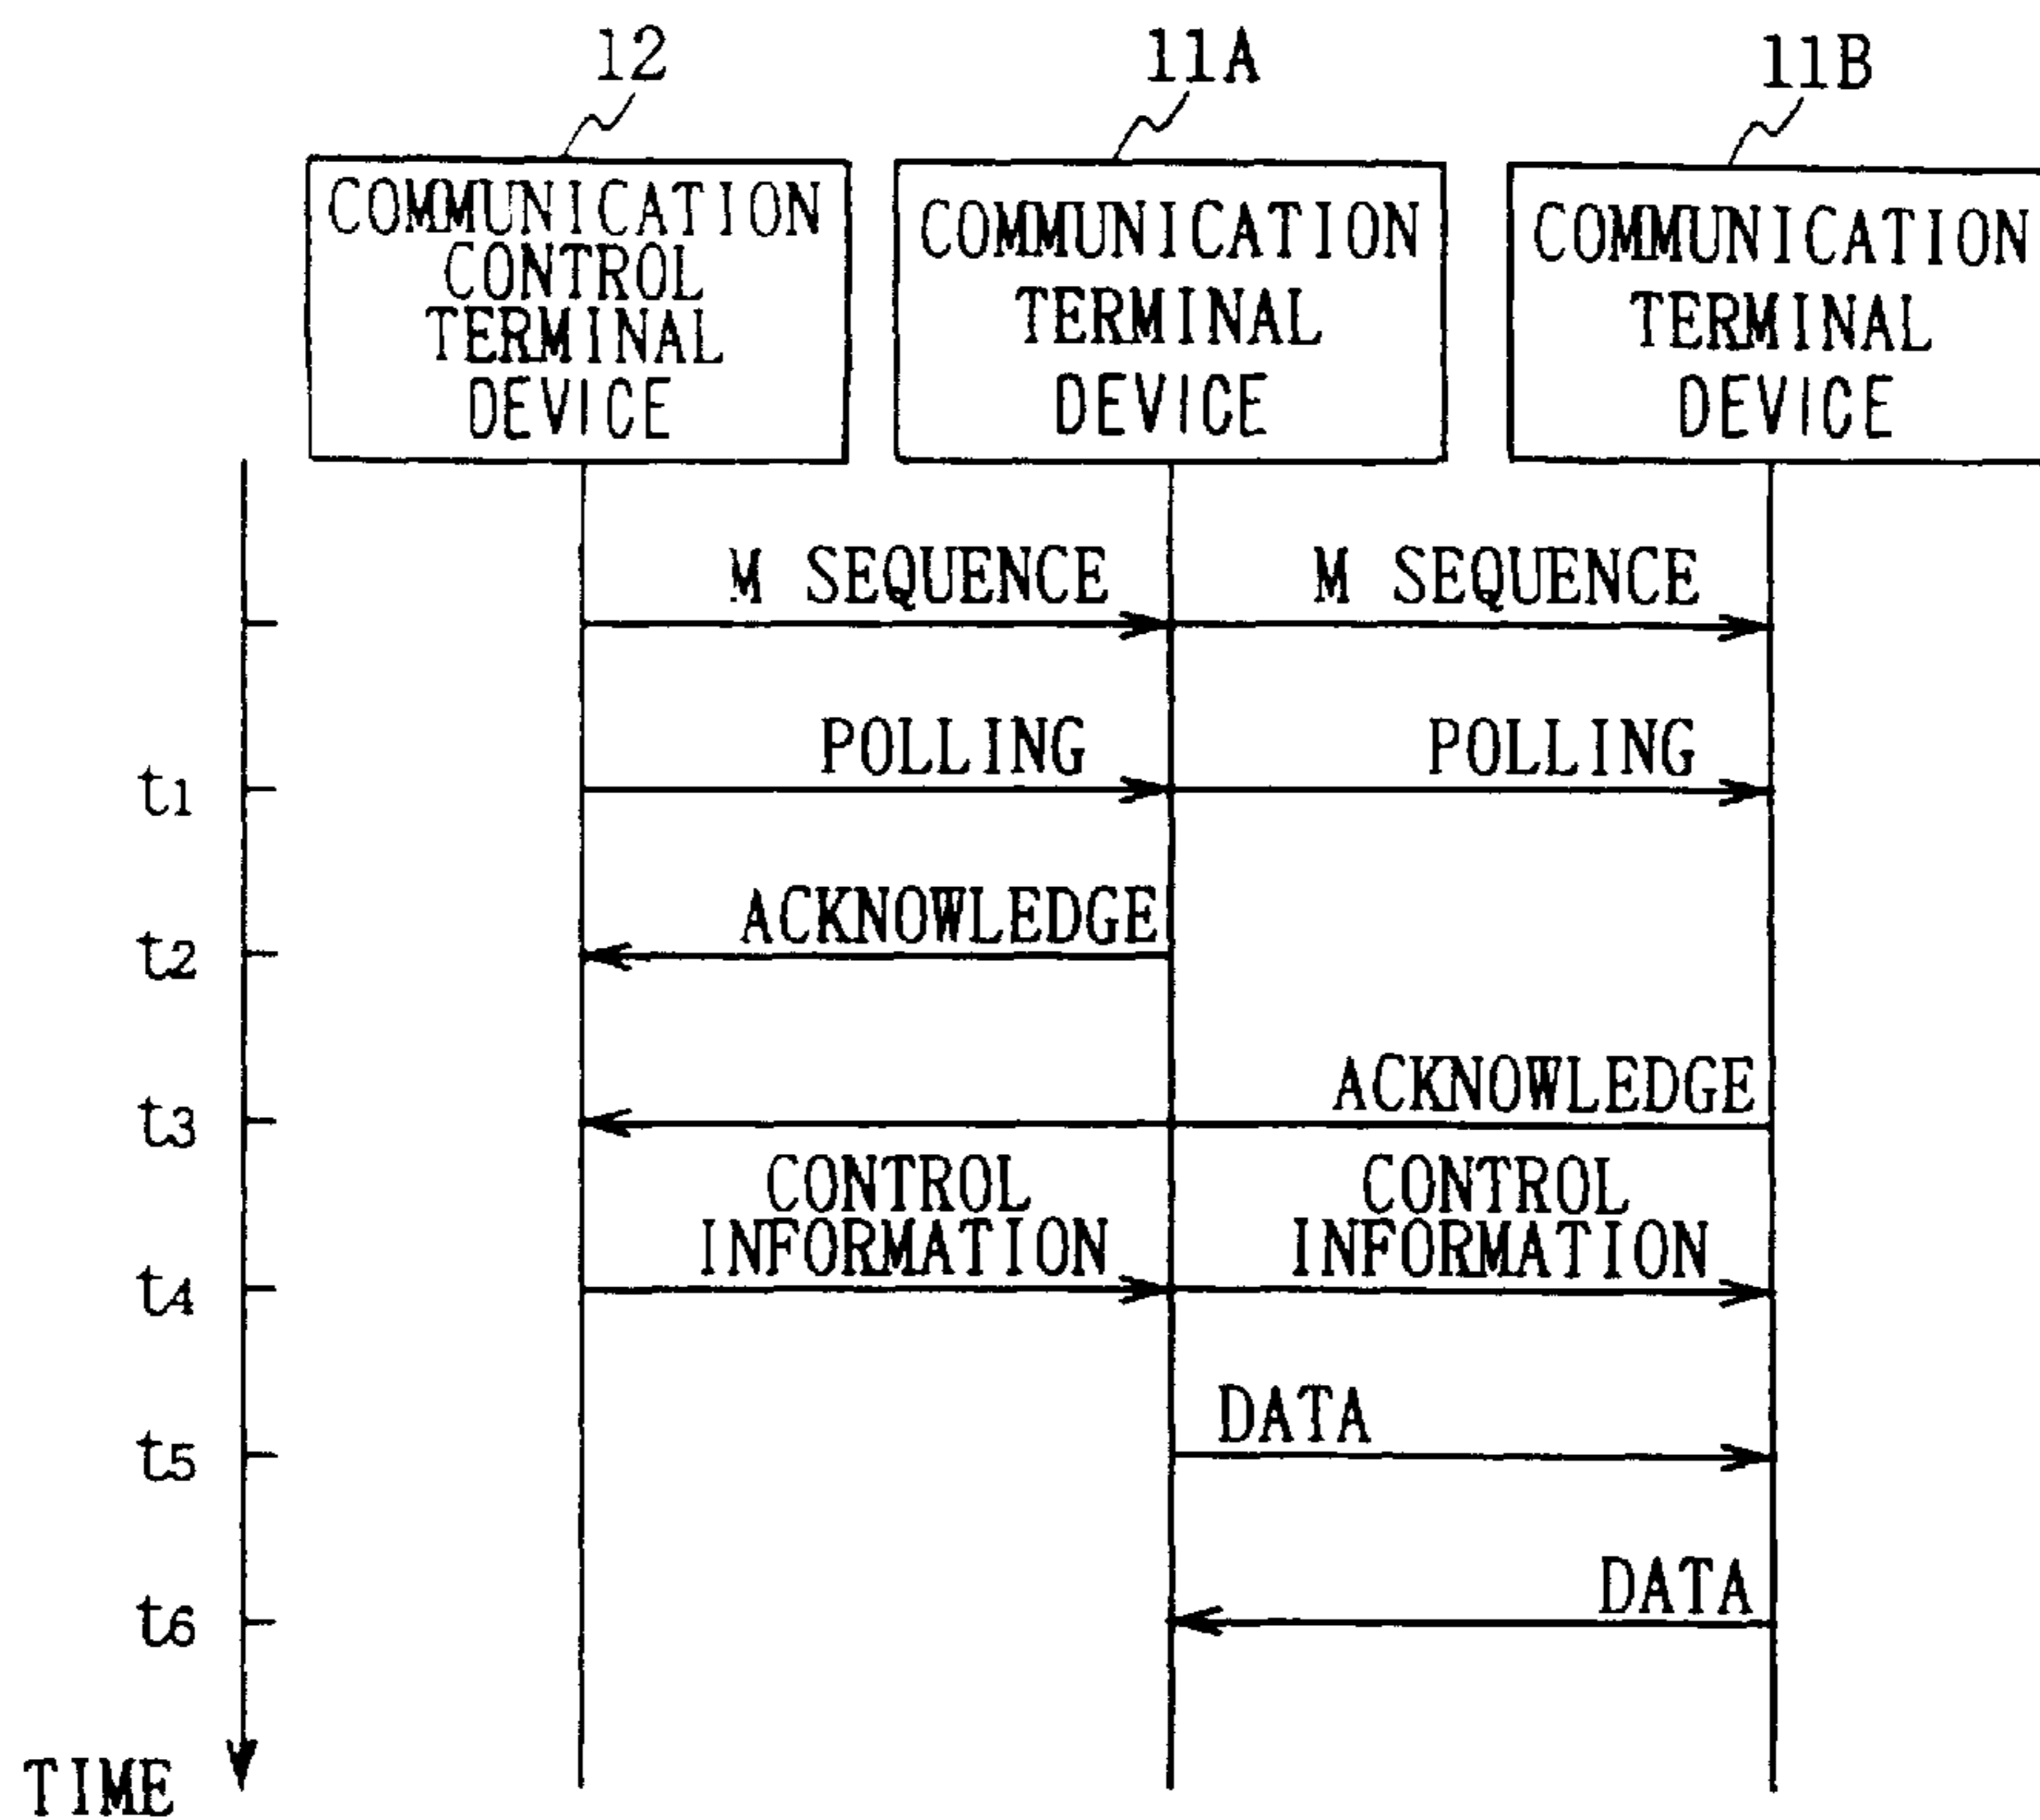 12
11A
11B
COMMUNICATION
CONTROL
TERMINAL
DEVICE
COMMUNICATION
TERMINAL
DEVICE
COMMUNICATION
TERMINAL
DEVICE
M SEQUENCE
M SEQUENCE
POLLING
POLLING
t1
ACKNOWLEDGE
t2
ACKNOWLEDGE
t3
CONTROL
INFORMATION
CONTROL
INFORMATION
t4
DATA
t5
DATA
t6
TIME